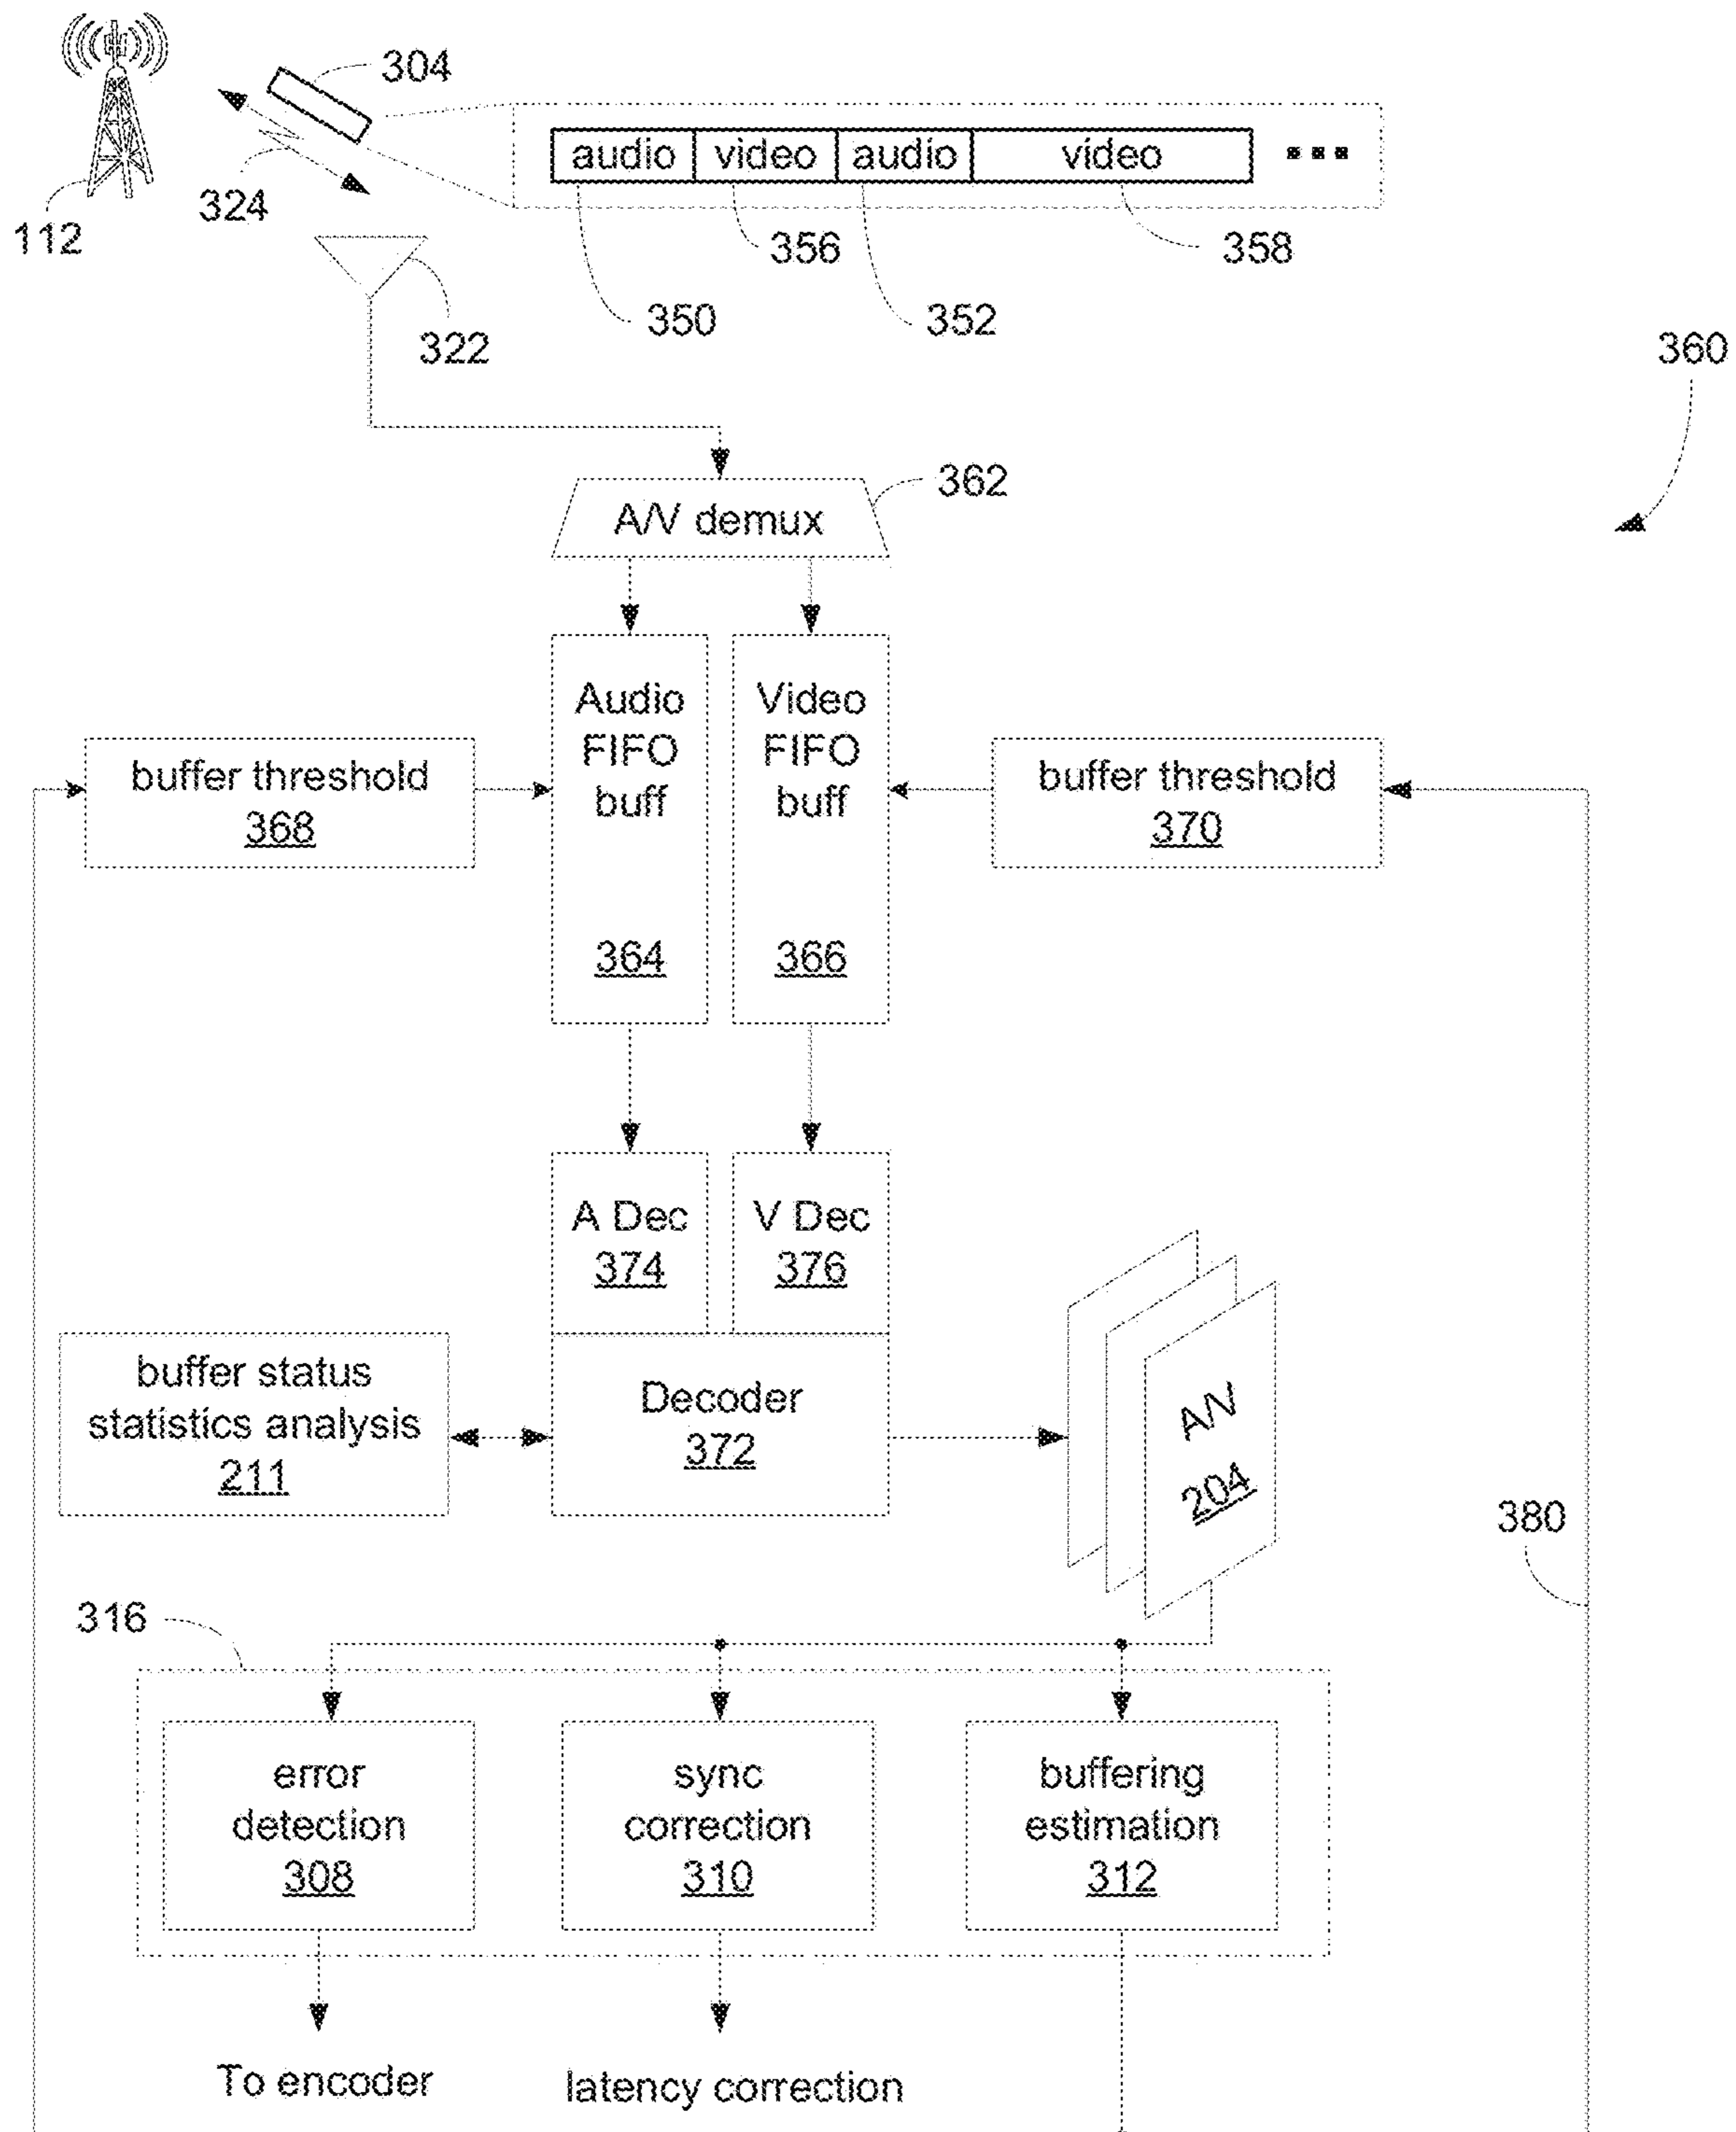 304
audio video audio video ...
324
112
356
358
350
352
322
360
362
A/V demux
Audio
FIFO
buff
364
Video
FIFO
buff
366
buffer threshold
368
buffer threshold
370
A Dec
374
V Dec
376
buffer status
statistics analysis
211
Decoder
372
A/V
204
380
316
error
detection
308
sync
correction
310
buffering
estimation
312
To encoder
latency correction